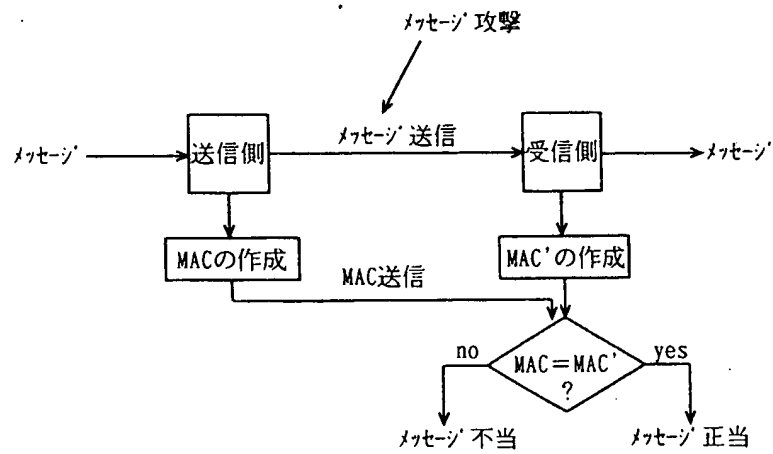 ﾒｯｾｰｼﾞ 攻撃
ﾒｯｾｰｼﾞ
送信側
ﾒｯｾｰｼﾞ 送信
受信側
ﾒｯｾｰｼﾞ
MACの作成
MAC'の作成
MAC送信
no
MAC=MAC'
?
yes
ﾒｯｾｰｼﾞ 不当
ﾒｯｾｰｼﾞ 正当